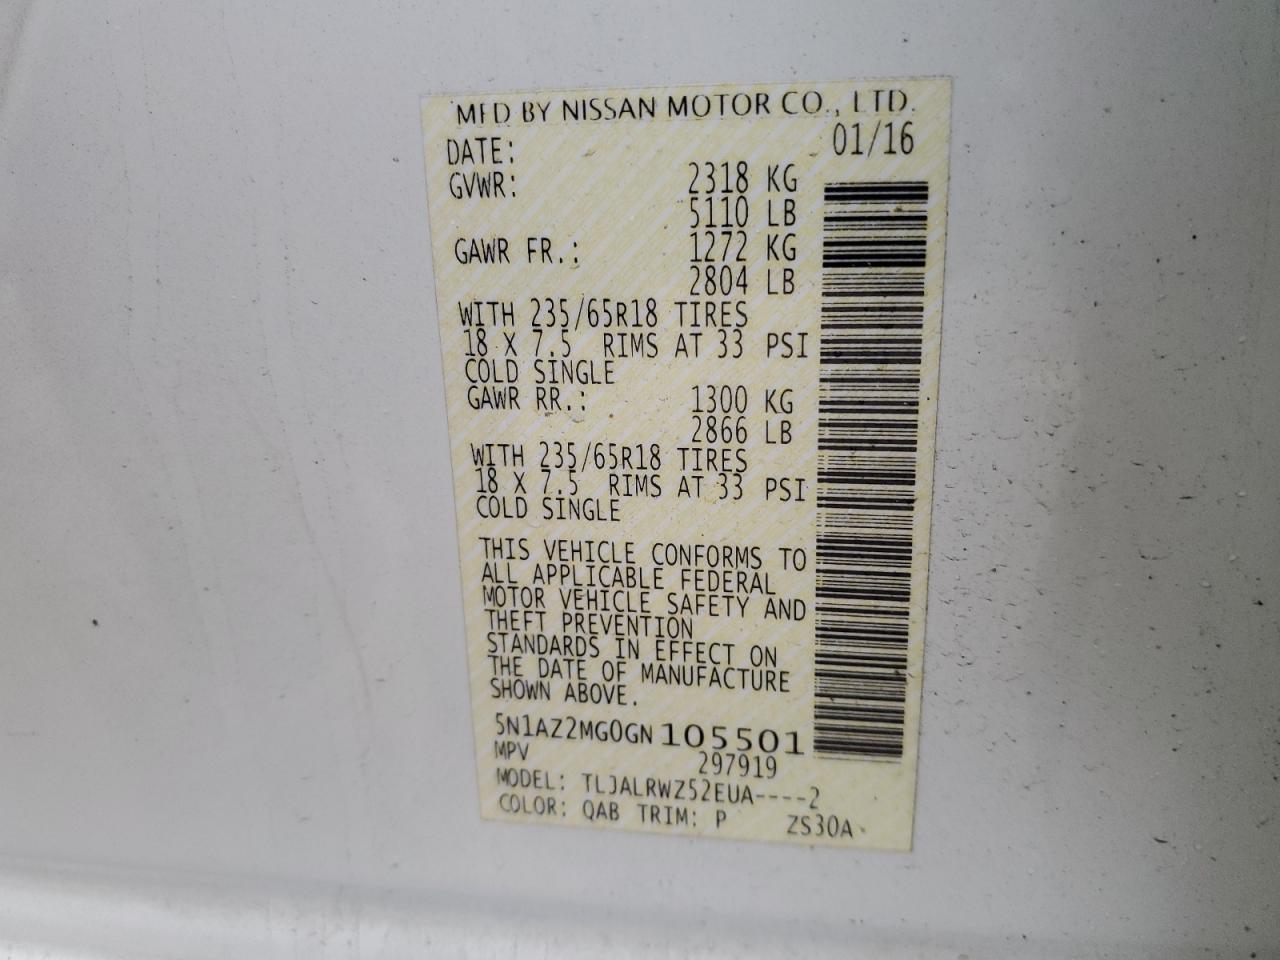 MFD BY NISSAN MOTOR CO., LTD.
DATE: 01/16
GVWR: 2318 KG
5110 LB
GAWR FR.: 1272 KG
2804 LB
WITH 235/65R18 TIRES
18 X 7.5 RIMS AT 33 PSI
COLD SINGLE
GAWR RR.: 1300 KG
2866 LB
WITH 235/65R18 TIRES
18 X 7.5 RIMS AT 33 PSI
COLD SINGLE
THIS VEHICLE CONFORMS TO
ALL APPLICABLE FEDERAL
MOTOR VEHICLE SAFETY AND
THEFT PREVENTION
STANDARDS IN EFFECT ON
THE DATE OF MANUFACTURE
SHOWN ABOVE.
5N1AZ2MG0GN105501
MPV 297919
MODEL: TLJALRWZ52EUA----2
COLOR: QAB TRIM: P ZS30A